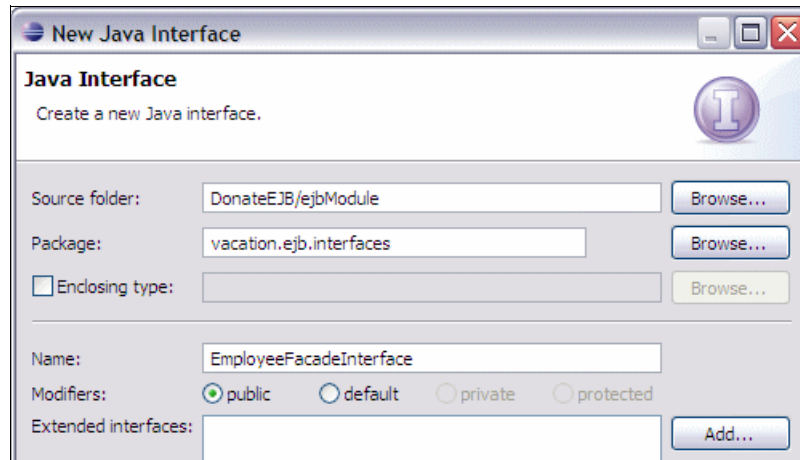 New Java Interface
Java Interface
Create a new Java interface.
I
Source folder: DonateEJB/ejbModule Browse...
Package: vacation.ejb.interfaces Browse...
Enclosing type: Browse...
Name: EmployeeFacadeInterface
Modifiers: public default private protected
Extended interfaces: Add...